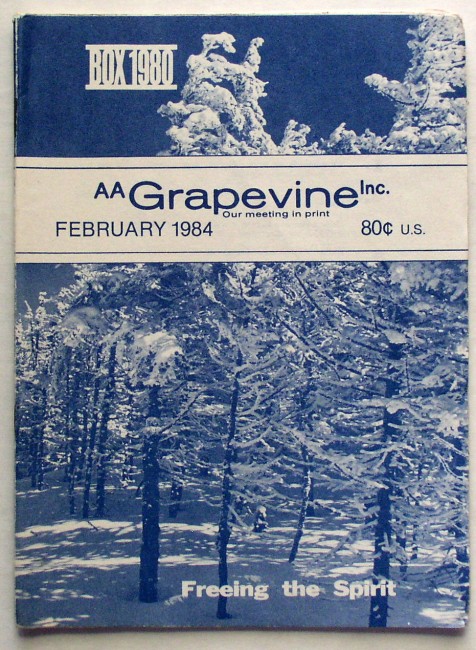 BOX 1980
AA Grapevine Inc.
Our meeting in print
FEBRUARY 1984 80¢ U.S.
Freeing the Spirit